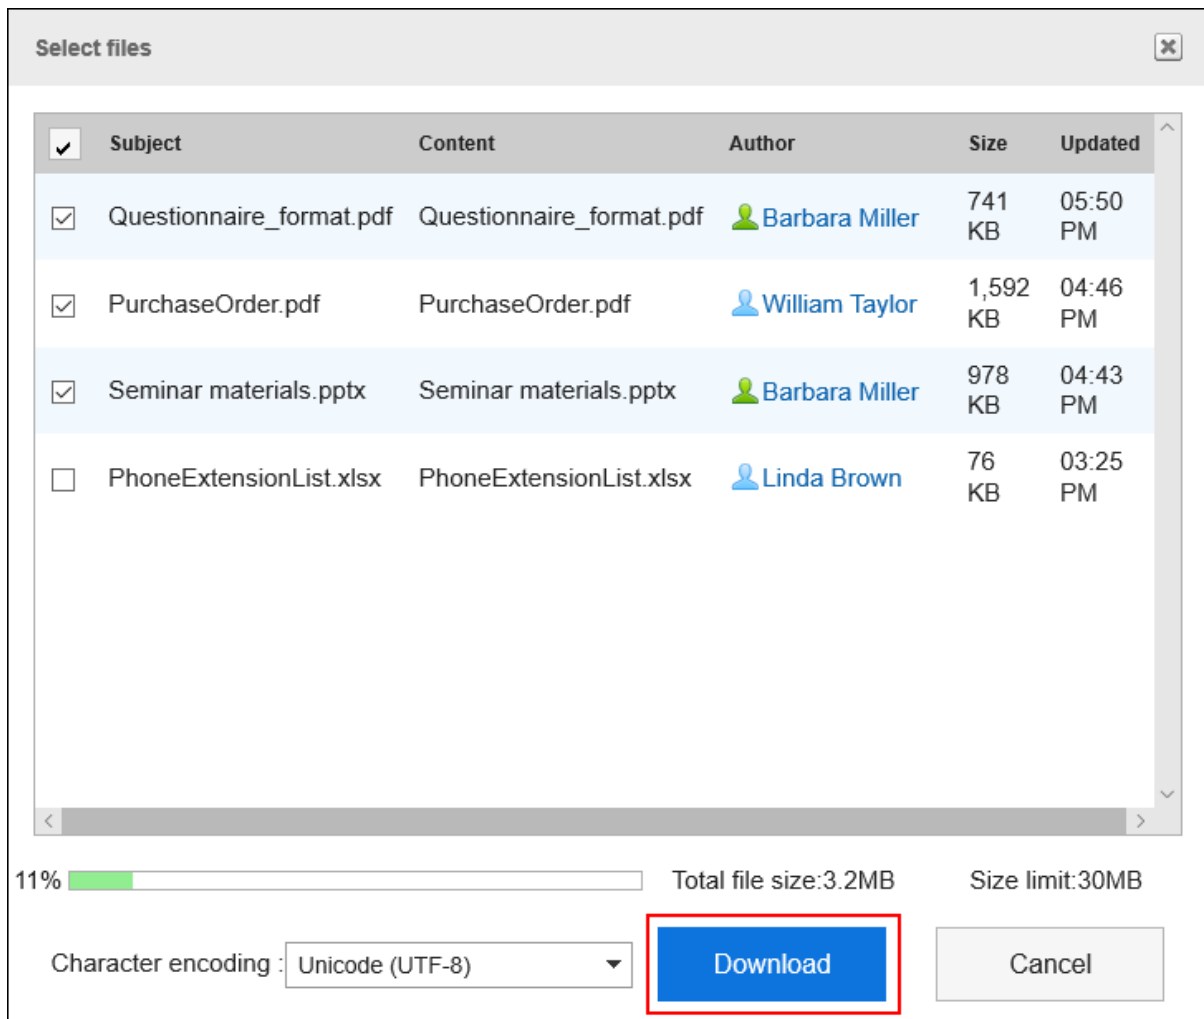 Select files
Subject Content Author Size Updated
Questionnaire_format.pdf Questionnaire_format.pdf Barbara Miller 741 KB 05:50 PM
PurchaseOrder.pdf PurchaseOrder.pdf William Taylor 1,592 KB 04:46 PM
Seminar materials.pptx Seminar materials.pptx Barbara Miller 978 KB 04:43 PM
PhoneExtensionList.xlsx PhoneExtensionList.xlsx Linda Brown 76 KB 03:25 PM
11% Total file size:3.2MB Size limit:30MB
Character encoding : Unicode (UTF-8) Download Cancel